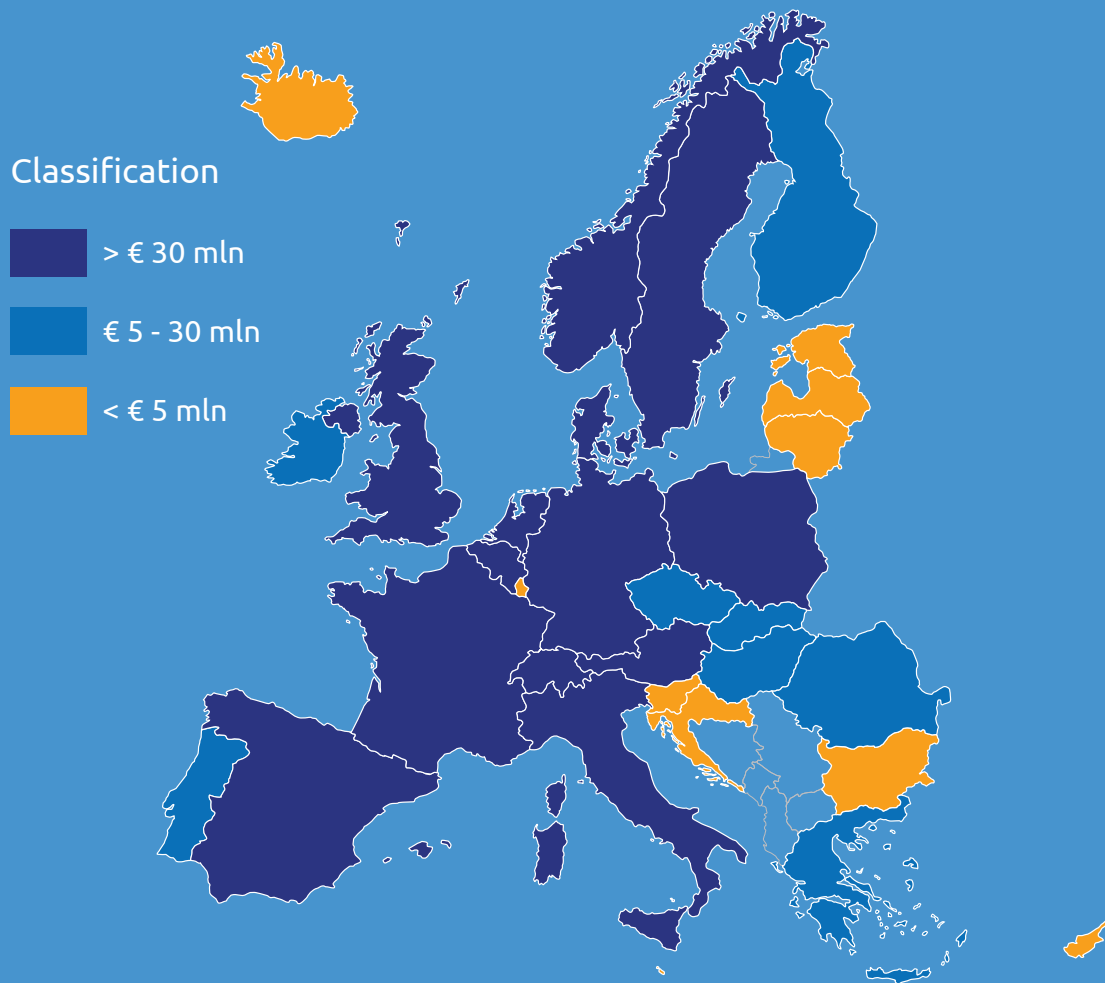 Classification
> € 30 mln
€ 5 - 30 mln
< € 5 mln